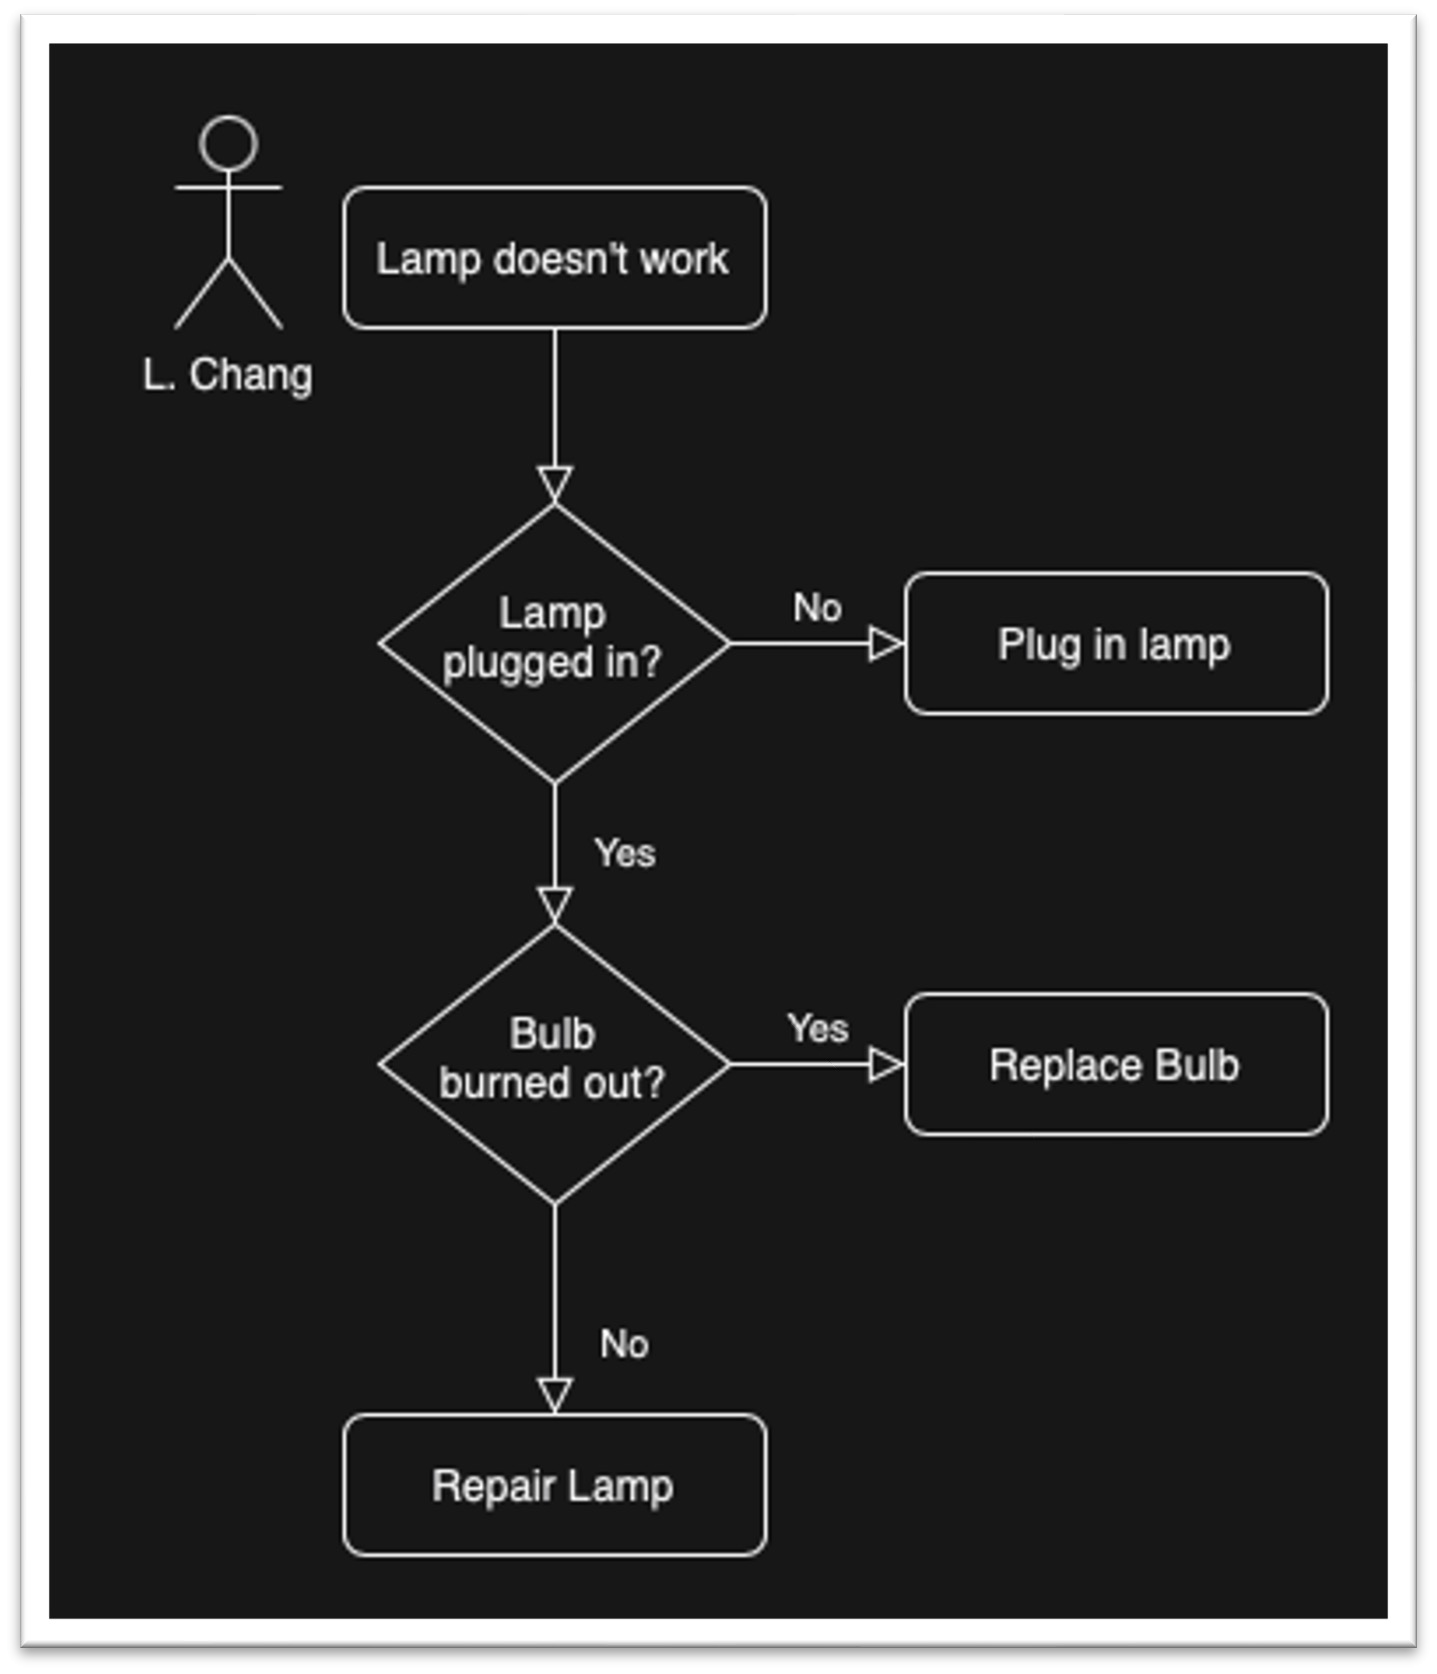 Lamp doesn't work
L. Chang
Lamp
plugged in?
No
Plug in lamp
Yes
Bulb
burned out?
Yes
Replace Bulb
No
Repair Lamp